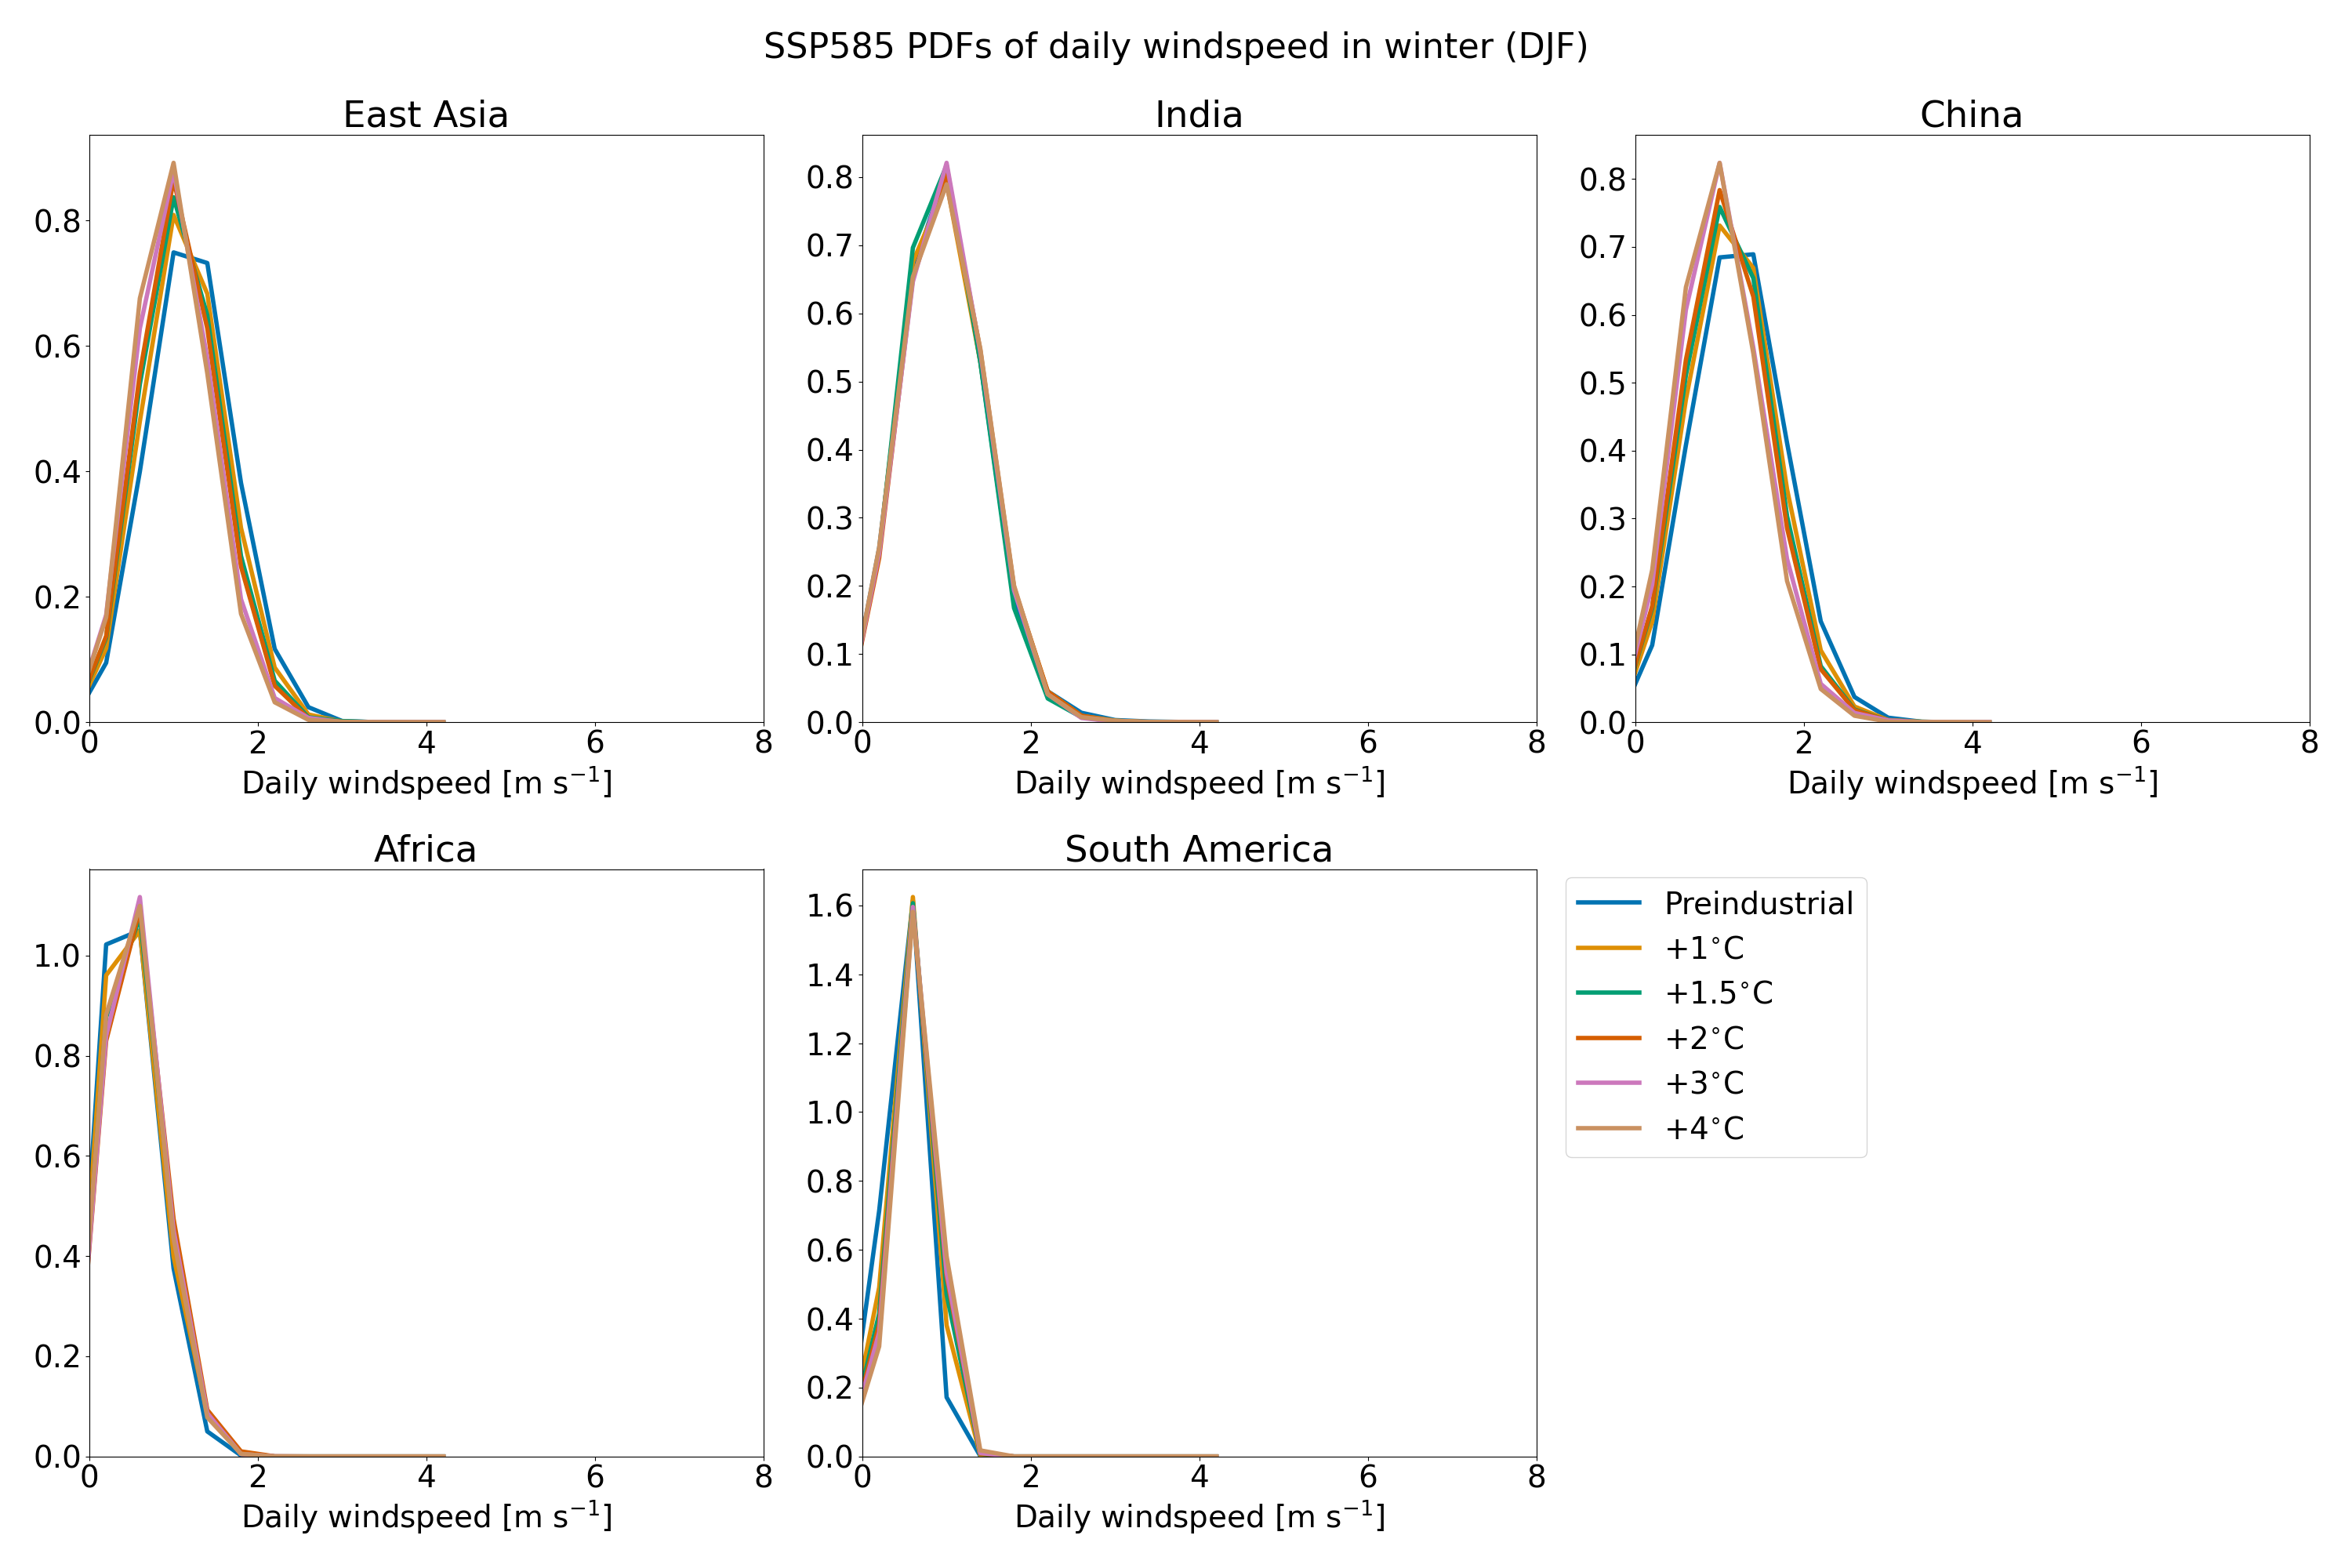 SSP585 PDFs of daily windspeed in winter (DJF)
East Asia
0.8
0.6
0.4
0.2
0.0
0 2 4 6 8
Daily windspeed [m s⁻¹]
India
0.8
0.7
0.6
0.5
0.4
0.3
0.2
0.1
0.0
0 2 4 6 8
Daily windspeed [m s⁻¹]
China
0.8
0.7
0.6
0.5
0.4
0.3
0.2
0.1
0.0
0 2 4 6 8
Daily windspeed [m s⁻¹]
Africa
1.0
0.8
0.6
0.4
0.2
0.0
0 2 4 6 8
Daily windspeed [m s⁻¹]
South America
1.6
1.4
1.2
1.0
0.8
0.6
0.4
0.2
0.0
0 2 4 6 8
Daily windspeed [m s⁻¹]
Preindustrial
+1°C
+1.5°C
+2°C
+3°C
+4°C